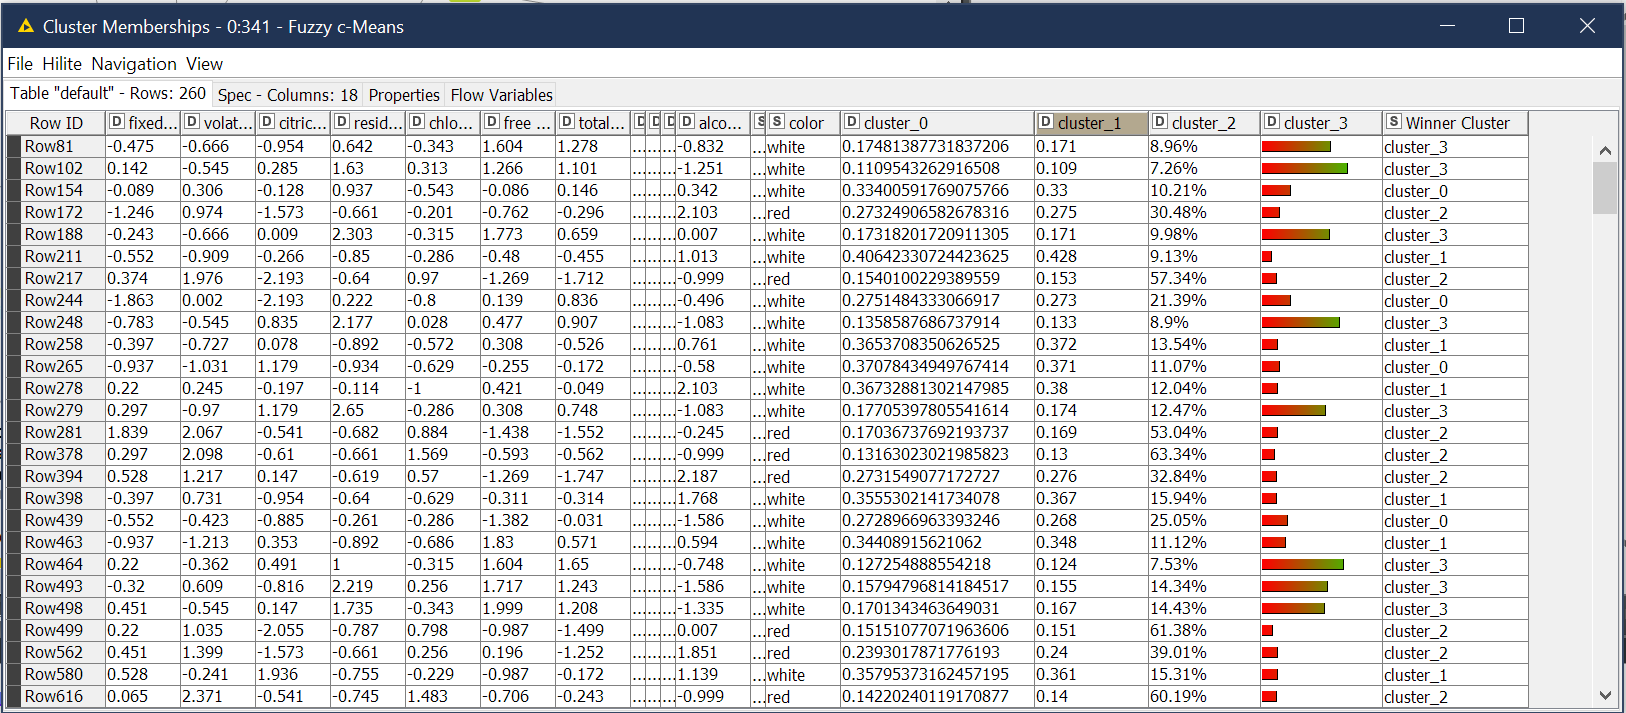 Cluster Memberships - 0:341 - Fuzzy c-Means
File Hilite Navigation View
Table "default" - Rows: 260 Spec - Columns: 18 Properties Flow Variables
Row ID D fixed... D volat... D citric... D resid... D chlo... D free ... D total... D D D D alco... S S color D cluster_0 D cluster_1 D cluster_2 D cluster_3 S Winner Cluster
Row81 -0.475 -0.666 -0.954 0.642 -0.343 1.604 1.278 ... ... ... -0.832 ... white 0.17481387731837206 0.171 8.96% cluster_3
Row102 0.142 -0.545 0.285 1.63 0.313 1.266 1.101 ... ... ... -1.251 ... white 0.1109543262916508 0.109 7.26% cluster_3
Row154 -0.089 0.306 -0.128 0.937 -0.543 -0.086 0.146 ... ... ... 0.342 ... white 0.33400591769075766 0.33 10.21% cluster_0
Row172 -1.246 0.974 -1.573 -0.661 -0.201 -0.762 -0.296 ... ... ... 2.103 ... red 0.27324906582678316 0.275 30.48% cluster_2
Row188 -0.243 -0.666 0.009 2.303 -0.315 1.773 0.659 ... ... ... 0.007 ... white 0.17318201720911305 0.171 9.98% cluster_3
Row211 -0.552 -0.909 -0.266 -0.85 -0.286 -0.48 -0.455 ... ... ... 1.013 ... white 0.40642330724423625 0.428 9.13% cluster_1
Row217 0.374 1.976 -2.193 -0.64 0.97 -1.269 -1.712 ... ... ... -0.999 ... red 0.1540100229389559 0.153 57.34% cluster_2
Row244 -1.863 0.002 -2.193 0.222 -0.8 0.139 0.836 ... ... ... -0.496 ... white 0.2751484333066917 0.273 21.39% cluster_0
Row248 -0.783 -0.545 0.835 2.177 0.028 0.477 0.907 ... ... ... -1.083 ... white 0.1358587686737914 0.133 8.9% cluster_3
Row258 -0.397 -0.727 0.078 -0.892 -0.572 0.308 -0.526 ... ... ... 0.761 ... white 0.3653708350626525 0.372 13.54% cluster_1
Row265 -0.937 -1.031 1.179 -0.934 -0.629 -0.255 -0.172 ... ... ... -0.58 ... white 0.37078434949767414 0.371 11.07% cluster_0
Row278 0.22 0.245 -0.197 -0.114 -1 0.421 -0.049 ... ... ... 2.103 ... white 0.36732881302147985 0.38 12.04% cluster_1
Row279 0.297 -0.97 1.179 2.65 -0.286 0.308 0.748 ... ... ... -1.083 ... white 0.17705397805541614 0.174 12.47% cluster_3
Row281 1.839 2.067 -0.541 -0.682 0.884 -1.438 -1.552 ... ... ... -0.245 ... red 0.17036737692193737 0.169 53.04% cluster_2
Row378 0.297 2.098 -0.61 -0.661 1.569 -0.593 -0.562 ... ... ... -0.999 ... red 0.13163023021985823 0.13 63.34% cluster_2
Row394 0.528 1.217 0.147 -0.619 0.57 -1.269 -1.747 ... ... ... 2.187 ... red 0.2731549077172727 0.276 32.84% cluster_2
Row398 -0.397 0.731 -0.954 -0.64 -0.629 -0.311 -0.314 ... ... ... 1.768 ... white 0.3555302141734078 0.367 15.94% cluster_1
Row439 -0.552 -0.423 -0.885 -0.261 -0.286 -1.382 -0.031 ... ... ... -1.586 ... white 0.2728966963393246 0.268 25.05% cluster_0
Row463 -0.937 -1.213 0.353 -0.892 -0.686 1.83 0.571 ... ... ... 0.594 ... white 0.34408915621062 0.348 11.12% cluster_1
Row464 0.22 -0.362 0.491 1 -0.315 1.604 1.65 ... ... ... -0.748 ... white 0.127254888554218 0.124 7.53% cluster_3
Row493 -0.32 0.609 -0.816 2.219 0.256 1.717 1.243 ... ... ... -1.586 ... white 0.15794796814184517 0.155 14.34% cluster_3
Row498 0.451 -0.545 0.147 1.735 -0.343 1.999 1.208 ... ... ... -1.335 ... white 0.1701343463649031 0.167 14.43% cluster_3
Row499 0.22 1.035 -2.055 -0.787 0.798 -0.987 -1.499 ... ... ... 0.007 ... red 0.15151077071963606 0.151 61.38% cluster_2
Row562 0.451 1.399 -1.573 -0.661 0.256 0.196 -1.252 ... ... ... 1.851 ... red 0.2393017871776193 0.24 39.01% cluster_2
Row580 0.528 -0.241 1.936 -0.755 -0.229 -0.987 -0.172 ... ... ... 1.139 ... white 0.35795373162457195 0.361 15.31% cluster_1
Row616 0.065 2.371 -0.541 -0.745 1.483 -0.706 -0.243 ... ... ... -0.999 ... red 0.14220240119170877 0.14 60.19% cluster_2